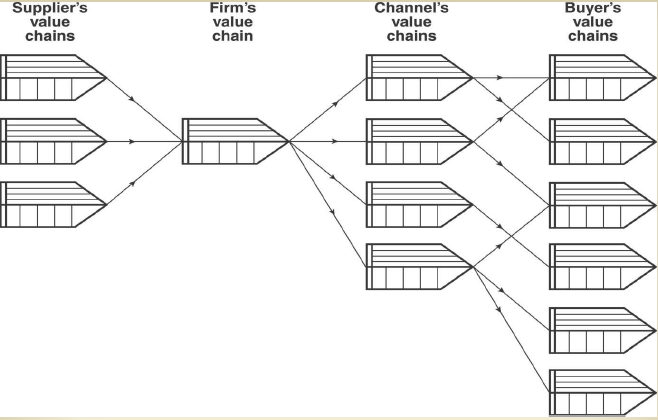 Supplier's
value
chains
Firm's
value
chain
Channel's
value
chains
Buyer's
value
chains